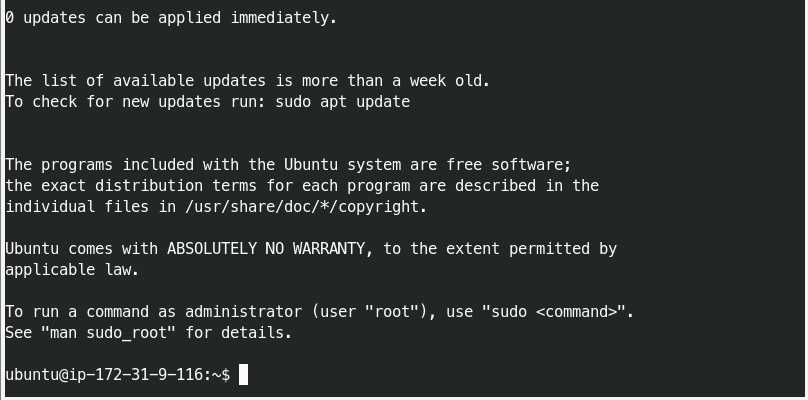 0 updates can be applied immediately.
The list of available updates is more than a week old.
To check for new updates run: sudo apt update
The programs included with the Ubuntu system are free software;
the exact distribution terms for each program are described in the
individual files in /usr/share/doc/*/copyright.
Ubuntu comes with ABSOLUTELY NO WARRANTY, to the extent permitted by
applicable law.
To run a command as administrator (user "root"), use "sudo <command>".
See "man sudo_root" for details.
ubuntu@ip-172-31-9-116:~$